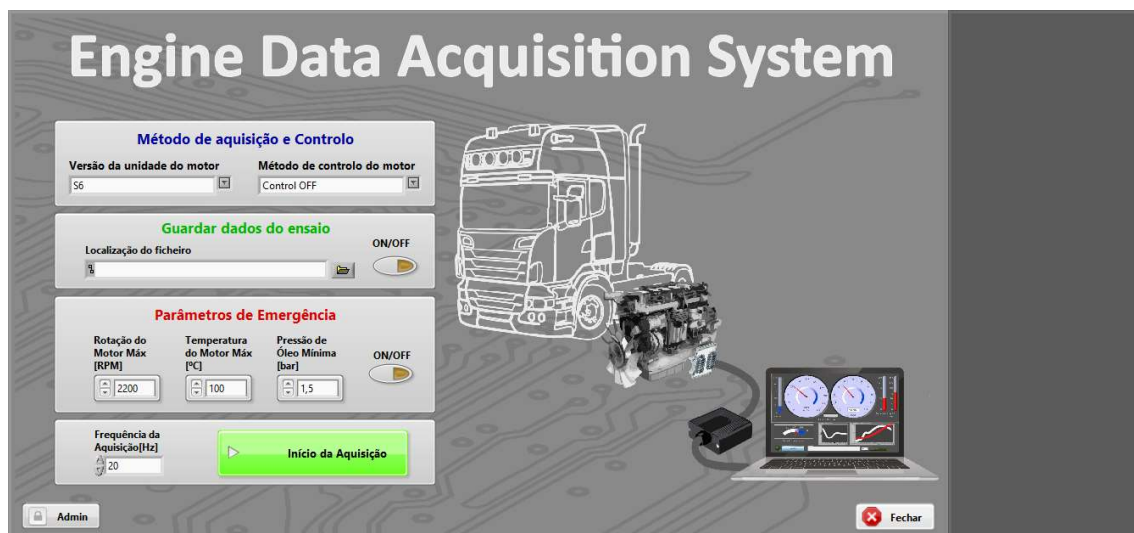 Engine Data Acquisition System
Método de aquisição e Controlo
Versão da unidade do motor
Método de controlo do motor
S6
Control OFF
Guardar dados do ensaio
Localização do ficheiro
ON/OFF
Parâmetros de Emergência
Rotação do
Motor Máx
[RPM]
Temperatura
do Motor Máx
[ºC]
Pressão de
Óleo Mínima
[bar]
ON/OFF
2200
100
1,5
Frequência da
Aquisição[Hz]
20
Início da Aquisição
Admin
Fechar